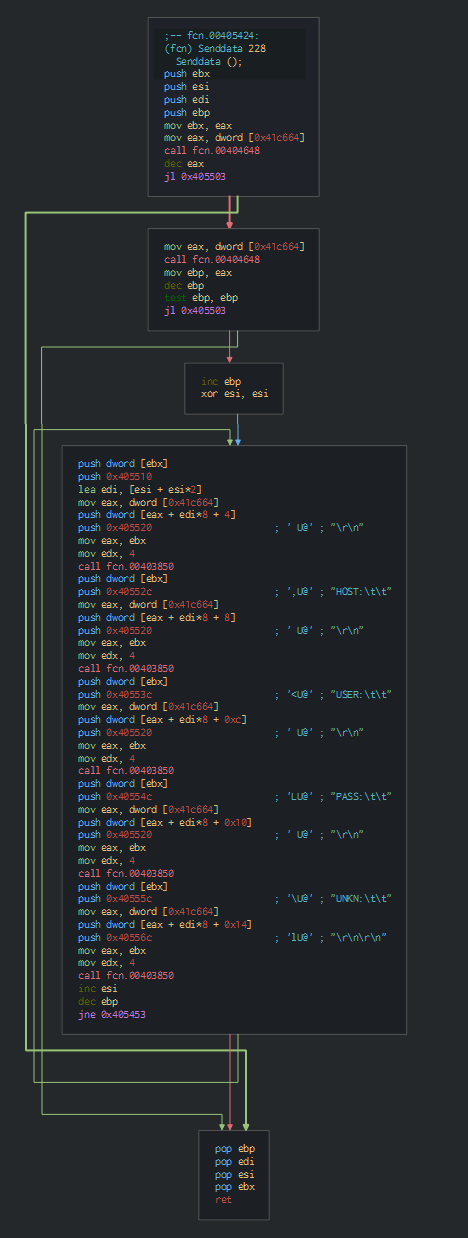 ;-- fcn.00405424:
(fcn) Senddata 228
Senddata ();
push ebx
push esi
push edi
push ebp
mov ebx, eax
mov eax, dword [0x41c664]
call fcn.00404648
dec eax
jl 0x405503
mov eax, dword [0x41c664]
call fcn.00404648
mov ebp, eax
dec ebp
test ebp, ebp
jl 0x405503
inc ebp
xor esi, esi
push dword [ebx]
push 0x405510
lea edi, [esi + esi*2]
mov eax, dword [0x41c664]
push dword [eax + edi*8 + 4]
push 0x405520 ; ' U@' ; "\r\n"
mov eax, ebx
mov edx, 4
call fcn.00403850
push dword [ebx]
push 0x40552c ; ',U@' ; "HOST:\t\t"
mov eax, dword [0x41c664]
push dword [eax + edi*8 + 8]
push 0x405520 ; ' U@' ; "\r\n"
mov eax, ebx
mov edx, 4
call fcn.00403850
push dword [ebx]
push 0x40553c ; '<U@' ; "USER:\t\t"
mov eax, dword [0x41c664]
push dword [eax + edi*8 + 0xc]
push 0x405520 ; ' U@' ; "\r\n"
mov eax, ebx
mov edx, 4
call fcn.00403850
push dword [ebx]
push 0x40554c ; 'LU@' ; "PASS:\t\t"
mov eax, dword [0x41c664]
push dword [eax + edi*8 + 0x10]
push 0x405520 ; ' U@' ; "\r\n"
mov eax, ebx
mov edx, 4
call fcn.00403850
push dword [ebx]
push 0x40555c ; '\U@' ; "UNKN:\t\t"
mov eax, dword [0x41c664]
push dword [eax + edi*8 + 0x14]
push 0x40556c ; 'lU@' ; "\r\n\r\n"
mov eax, ebx
mov edx, 4
call fcn.00403850
inc esi
dec ebp
jne 0x405453
pop ebp
pop edi
pop esi
pop ebx
ret